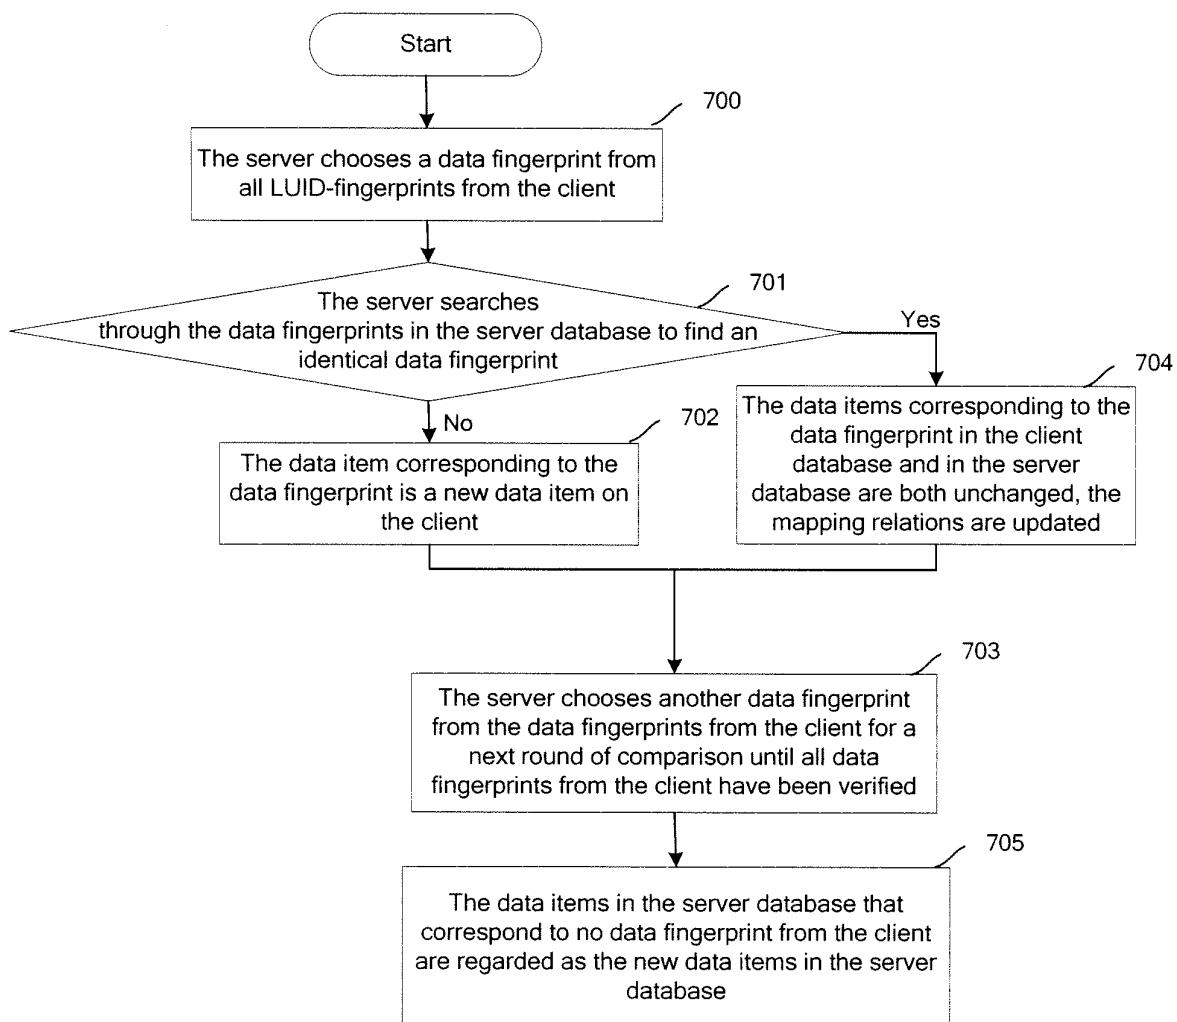 Start
700
The server chooses a data fingerprint from
all LUID-fingerprints from the client
701
The server searches
through the data fingerprints in the server database to find an
identical data fingerprint
Yes
704
The data items corresponding to the
data fingerprint in the client
database and in the server
database are both unchanged, the
mapping relations are updated
No
702
The data item corresponding to the
data fingerprint is a new data item on
the client
703
The server chooses another data fingerprint
from the data fingerprints from the client for a
next round of comparison until all data
fingerprints from the client have been verified
705
The data items in the server database that
correspond to no data fingerprint from the client
are regarded as the new data items in the server
database